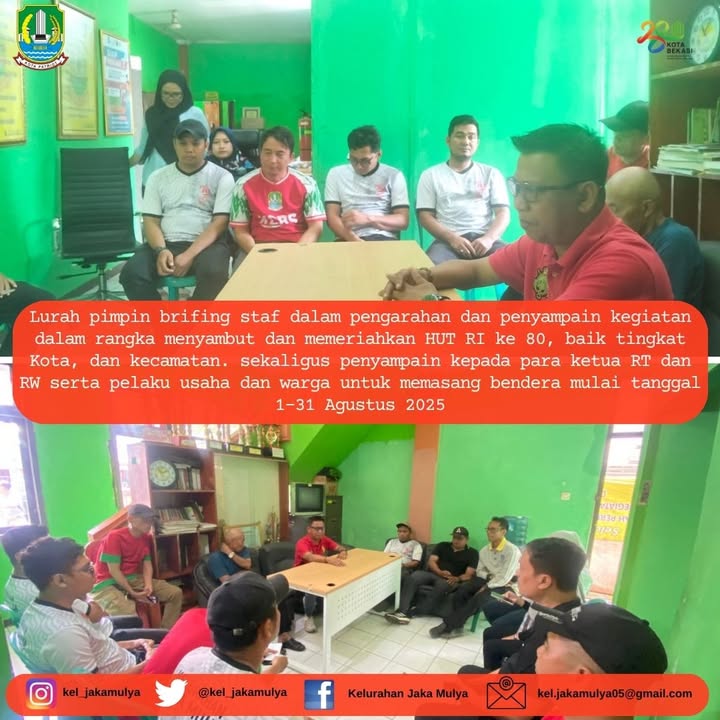 KOTA
BEKASI
Lurah pimpin brifing staf dalam pengarahan dan penyampain kegiatan
dalam rangka menyambut dan memeriahkan HUT RI ke 80, baik tingkat
Kota, dan kecamatan. sekaligus penyampain kepada para ketua RT dan
RW serta pelaku usaha dan warga untuk memasang bendera mulai tanggal
1-31 Agustus 2025
kel_jakamulya
@kel_jakamulya
Kelurahan Jaka Mulya
kel.jakamulya05@gmail.com